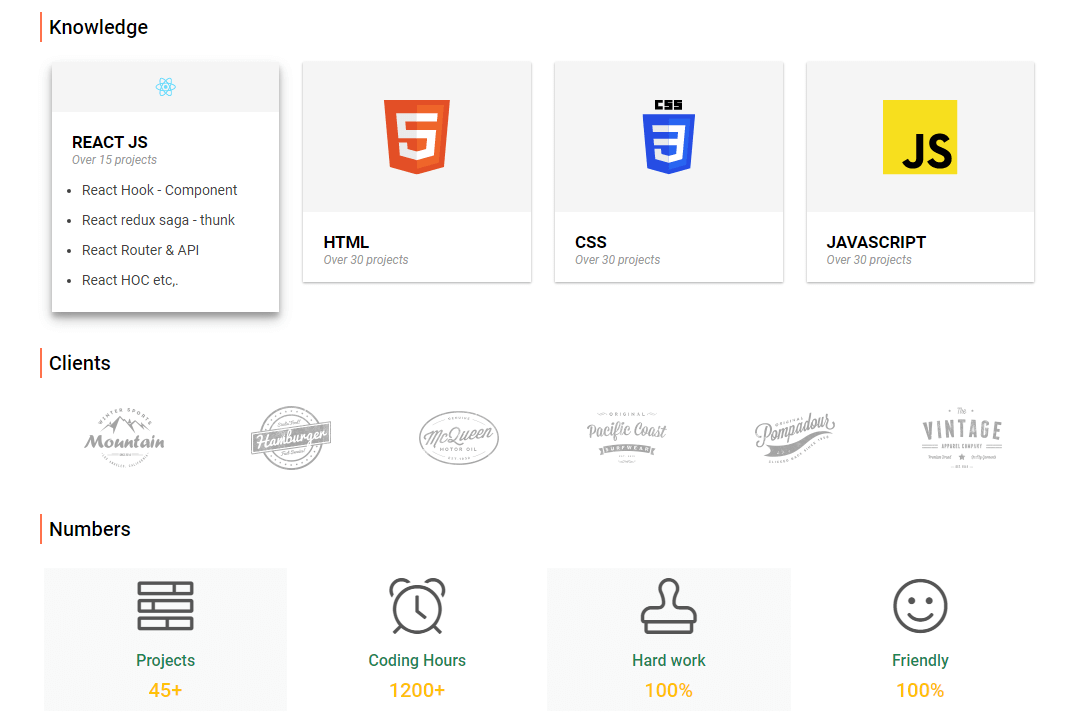 Knowledge
REACT JS
Over 15 projects
React Hook - Component
React redux saga - thunk
React Router & API
React HOC etc,.
5
HTML
Over 30 projects
CSS
3
CSS
Over 30 projects
JS
JAVASCRIPT
Over 30 projects
Clients
WINTER SPORTS
Mountain
Hamburger
McQueen
MOTOR OIL
ORIGINAL
Pacific Coast
SURFWEAR
ORIGINAL
Pompadour
The
VINTAGE
APPAREL COMPANY
Numbers
Projects
45+
Coding Hours
1200+
Hard work
100%
Friendly
100%